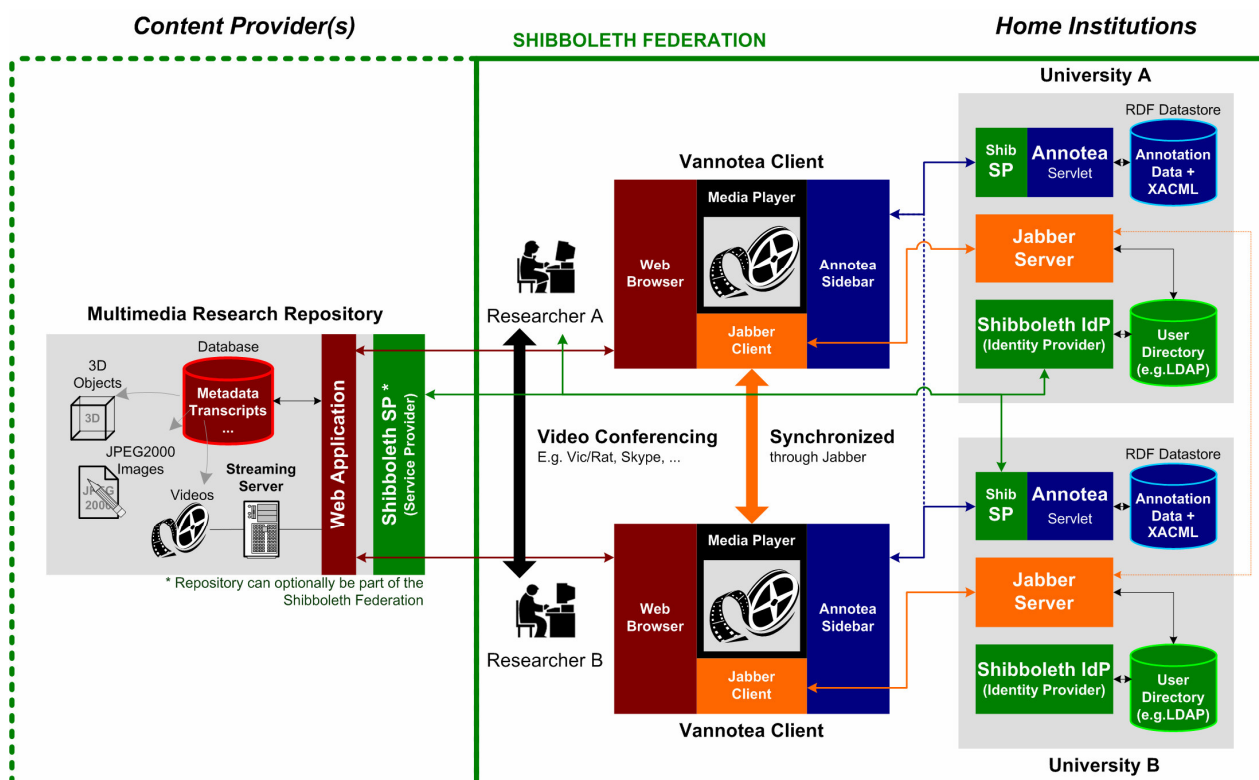 Content Provider(s)
SHIBBOLETH FEDERATION
Home Institutions
University A
RDF Datastore
Shib
SP
Annotea
Servlet
Annotation
Data +
XACML
Jabber
Server
Shibboleth IdP
(Identity Provider)
User
Directory
(e.g.LDAP)
Vannotea Client
Media Player
Web
Browser
Annotea
Sidebar
Jabber
Client
Researcher A
Multimedia Research Repository
Database
3D
Objects
3D
Metadata
Transcripts
...
JPEG2000
Images
JPEG
2000
Videos
Streaming
Server
Web Application
Shibboleth SP *
(Service Provider)
* Repository can optionally be part of the
Shibboleth Federation
Video Conferencing
E.g. Vic/Rat, Skype, ...
Synchronized
through Jabber
Researcher B
Media Player
Web
Browser
Annotea
Sidebar
Jabber
Client
Vannotea Client
RDF Datastore
Shib
SP
Annotea
Servlet
Annotation
Data +
XACML
Jabber
Server
Shibboleth IdP
(Identity Provider)
User
Directory
(e.g.LDAP)
University B